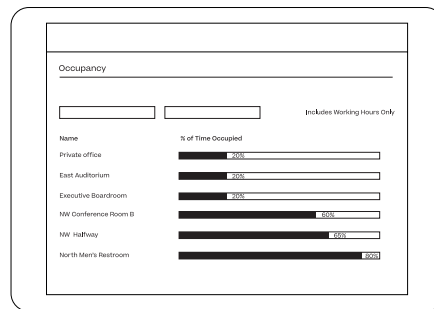 Occupancy
Includes Working Hours Only
Name % of Time Occupied
Private office 20%
East Auditorium 20%
Executive Boardroom 20%
NW Conference Room B 60%
NW Halfway 65%
North Men's Restroom 80%